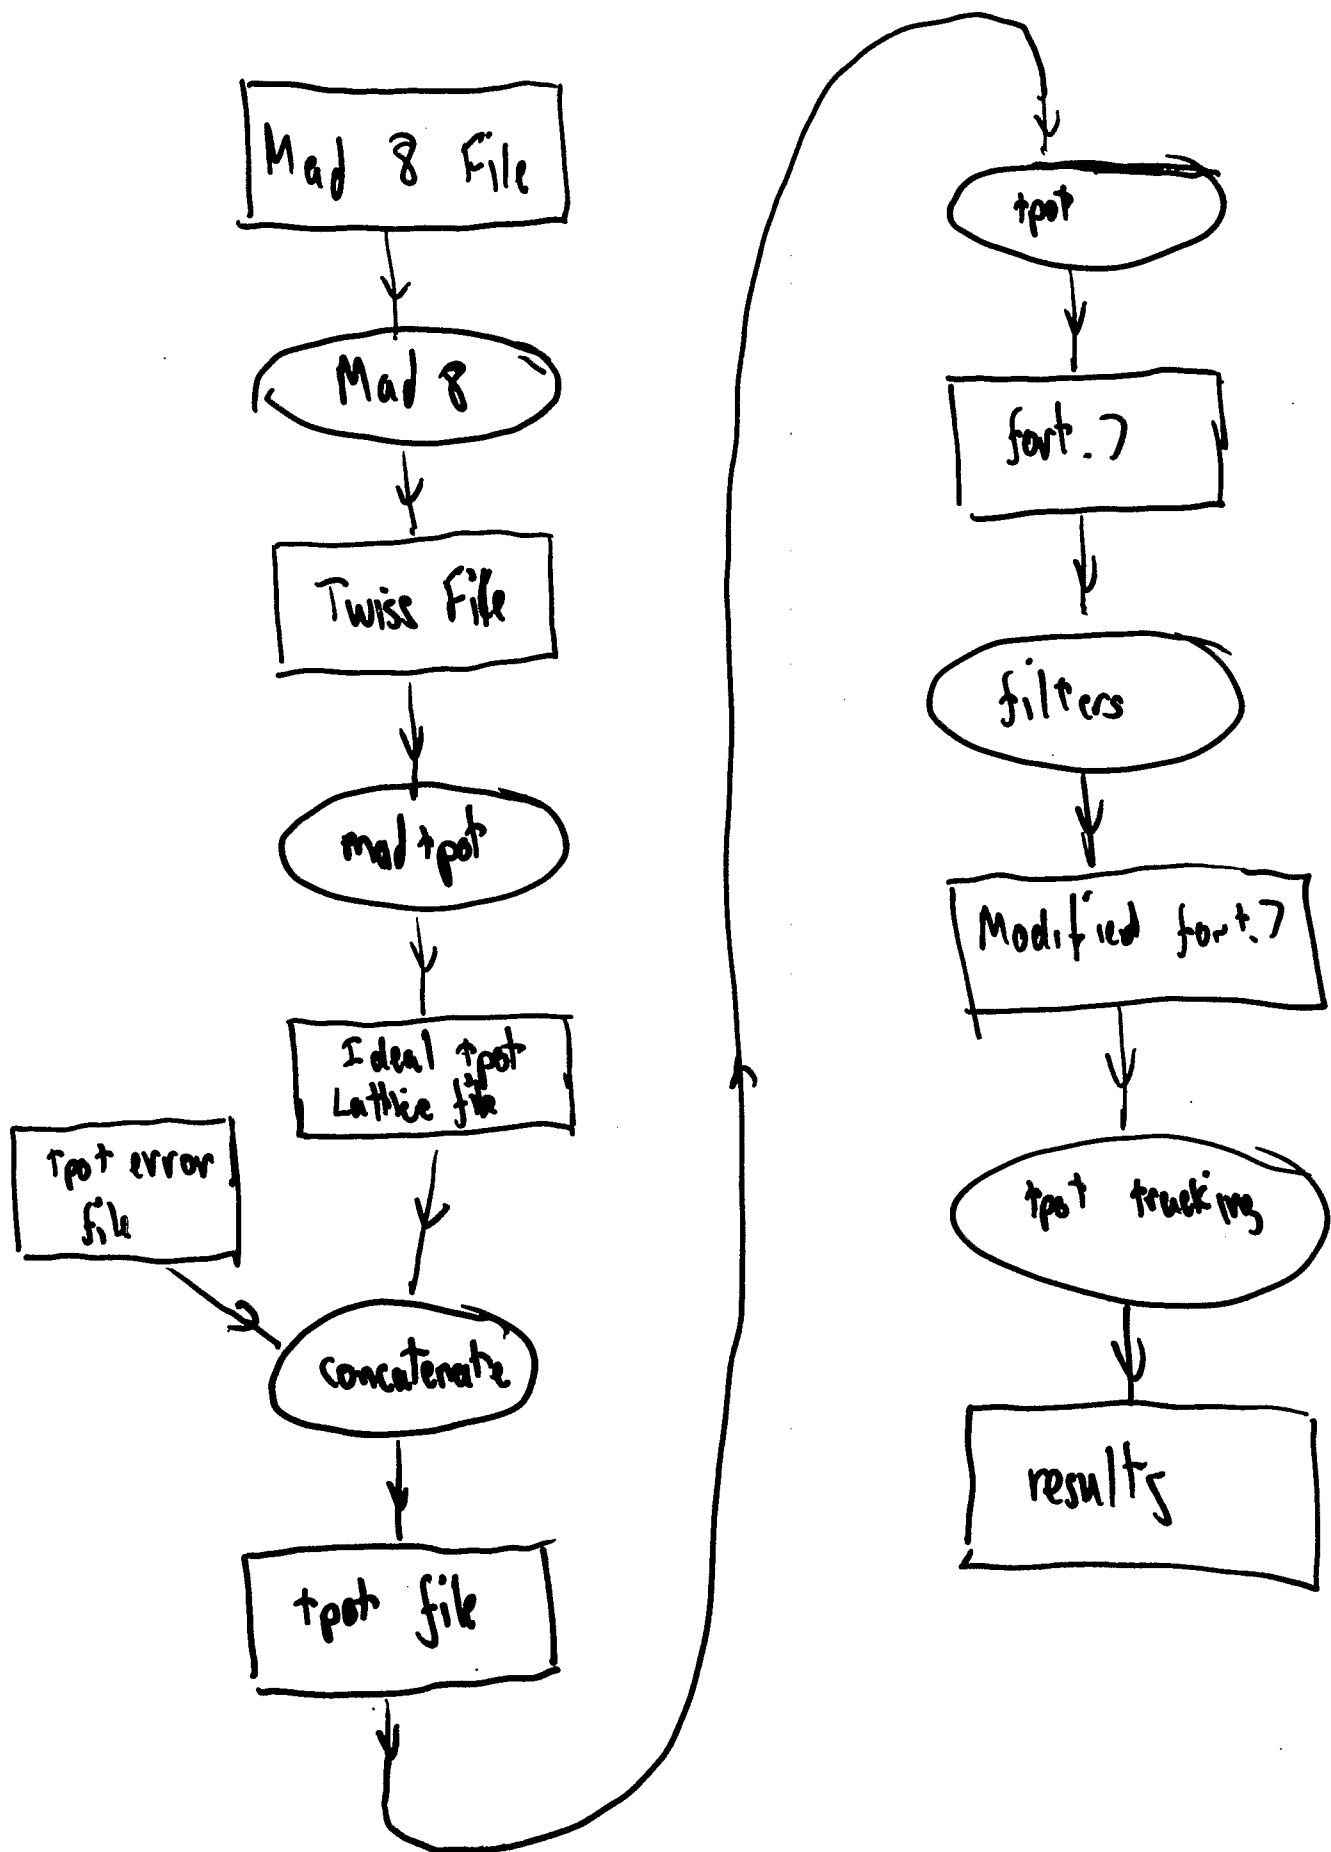 Mad 8 File
Mad 8
Twiss File
mad tpot
Ideal tpot
Lattice file
tpot error
file
concatenate
tpot file
tpot
fort.7
filters
Modified fort.7
tpot tracking
results